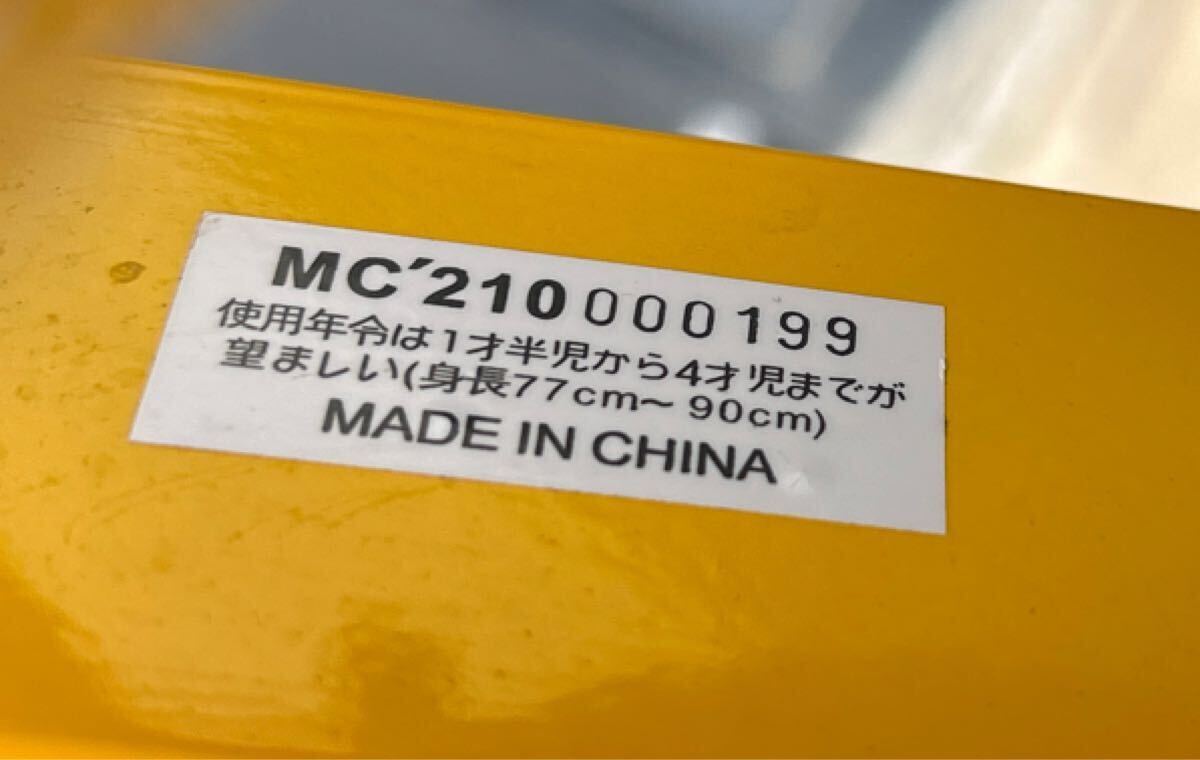 MC'210000199
使用年令は1才半児から4才児までが
望ましい(身長77cm～90cm)
MADE IN CHINA